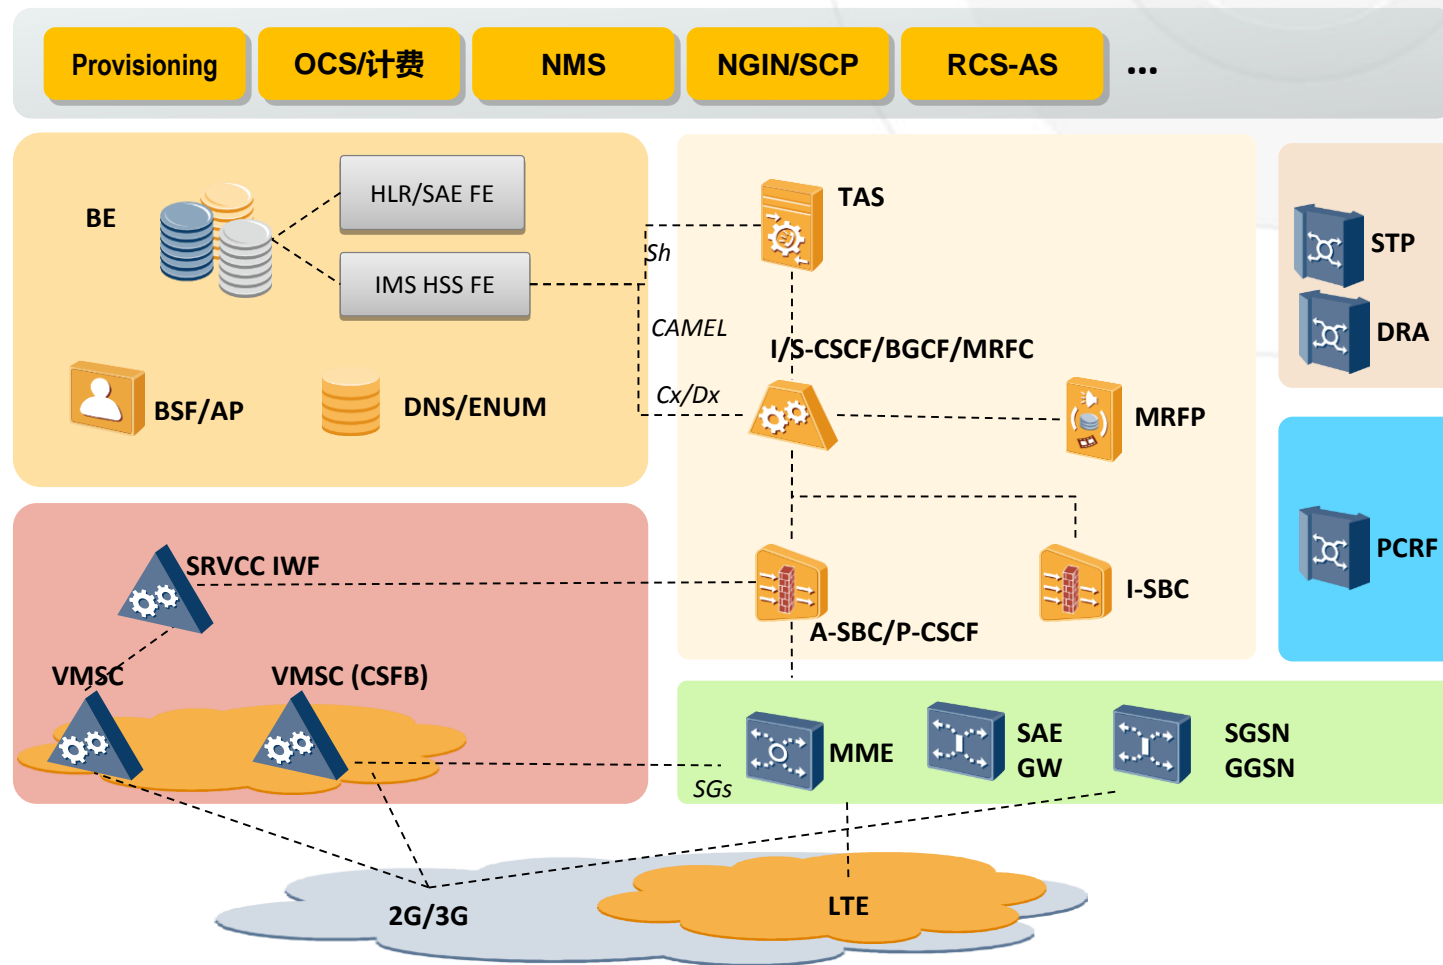 Provisioning
OCS/计费
NMS
NGIN/SCP
RCS-AS
...
BE
HLR/SAE FE
IMS HSS FE
BSF/AP
DNS/ENUM
Sh
CAMEL
Cx/Dx
TAS
I/S-CSCF/BGCF/MRFC
MRFP
STP
DRA
PCRF
SRVCC IWF
VMSC
VMSC (CSFB)
A-SBC/P-CSCF
I-SBC
SGs
MME
SAE
GW
SGSN
GGSN
2G/3G
LTE